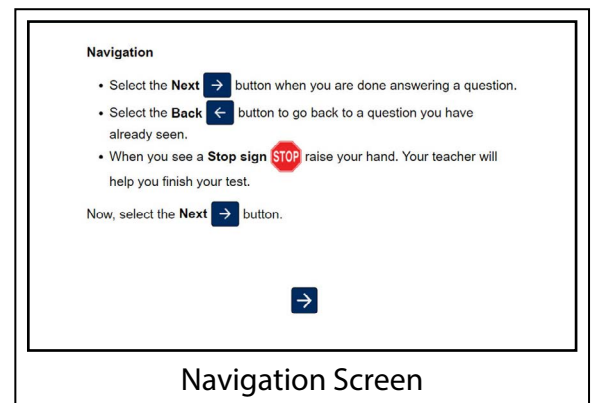 Navigation
• Select the Next → button when you are done answering a question.
• Select the Back ← button to go back to a question you have
already seen.
• When you see a Stop sign STOP raise your hand. Your teacher will
help you finish your test.
Now, select the Next → button.
→
Navigation Screen